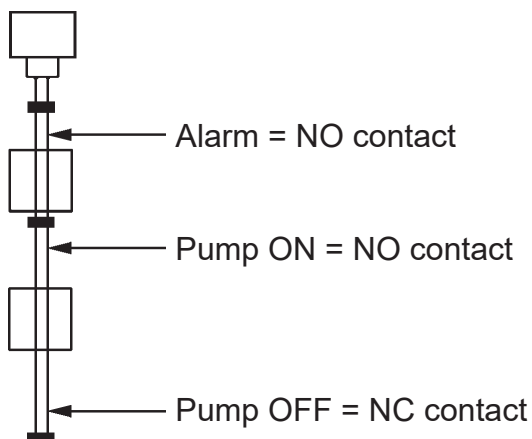 Alarm = NO contact
Pump ON = NO contact
Pump OFF = NC contact